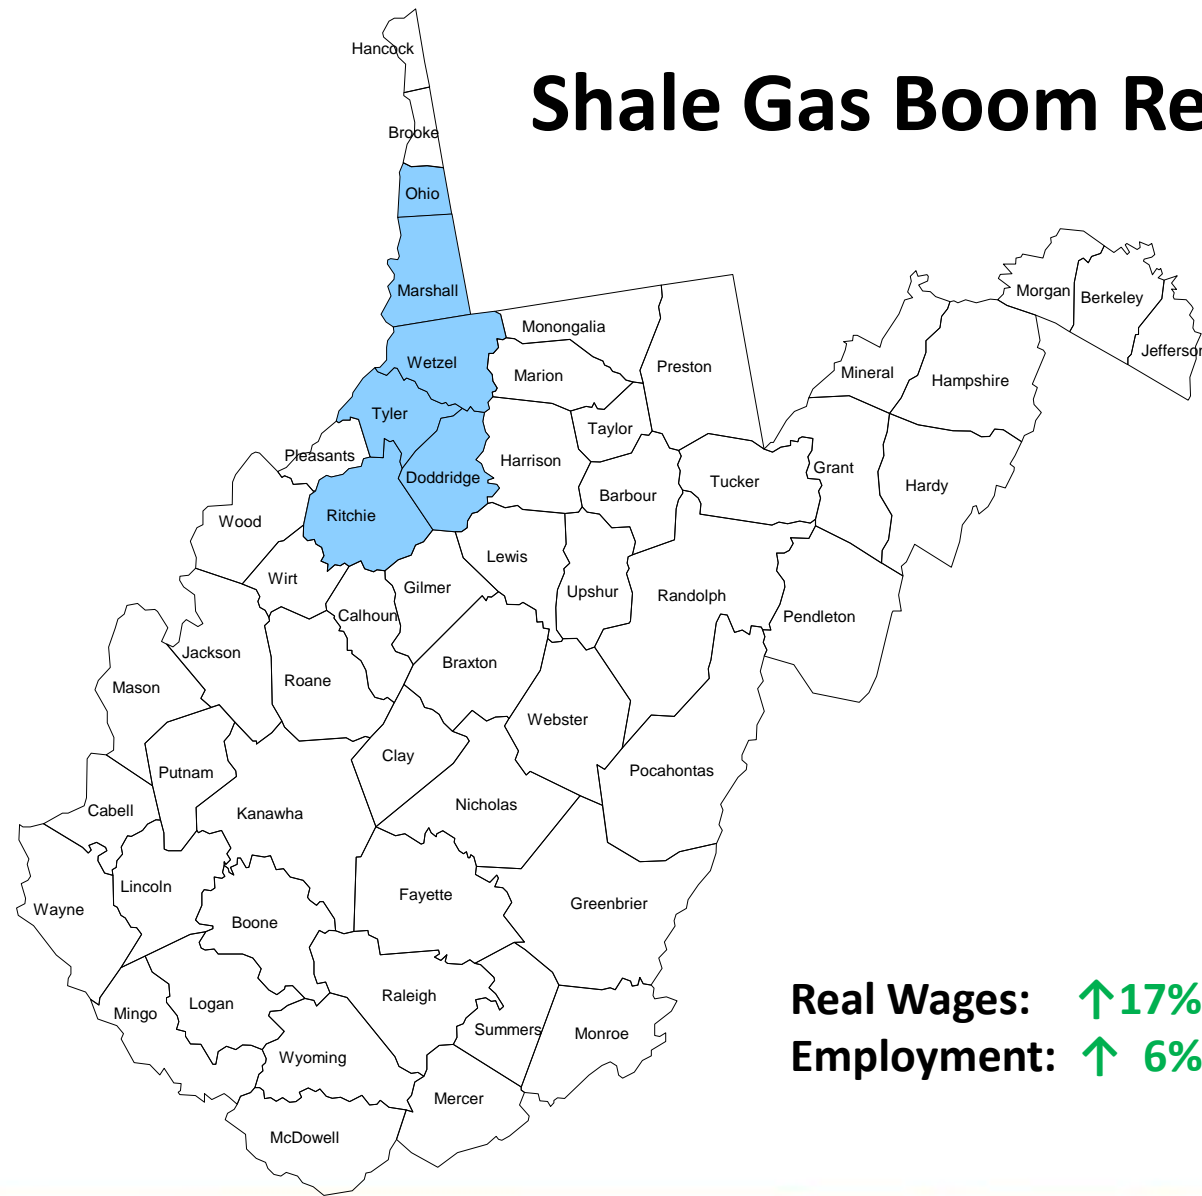 Hancock
Shale Gas Boom Re
Brooke
Ohio
Marshall
Morgan
Berkeley
Monongalia
Jefferson
Wetzel
Marion
Preston
Mineral
Hampshire
Tyler
Taylor
Pleasants
Harrison
Grant
Doddridge
Tucker
Hardy
Barbour
Ritchie
Wood
Lewis
Wirt
Gilmer
Upshur
Randolph
Calhoun
Pendleton
Jackson
Braxton
Roane
Mason
Webster
Clay
Pocahontas
Putnam
Nicholas
Cabell
Kanawha
Lincoln
Fayette
Greenbrier
Wayne
Boone
Raleigh
Real Wages: ↑17%
Logan
Mingo
Summers
Monroe
Wyoming
Employment: ↑ 6%
Mercer
McDowell